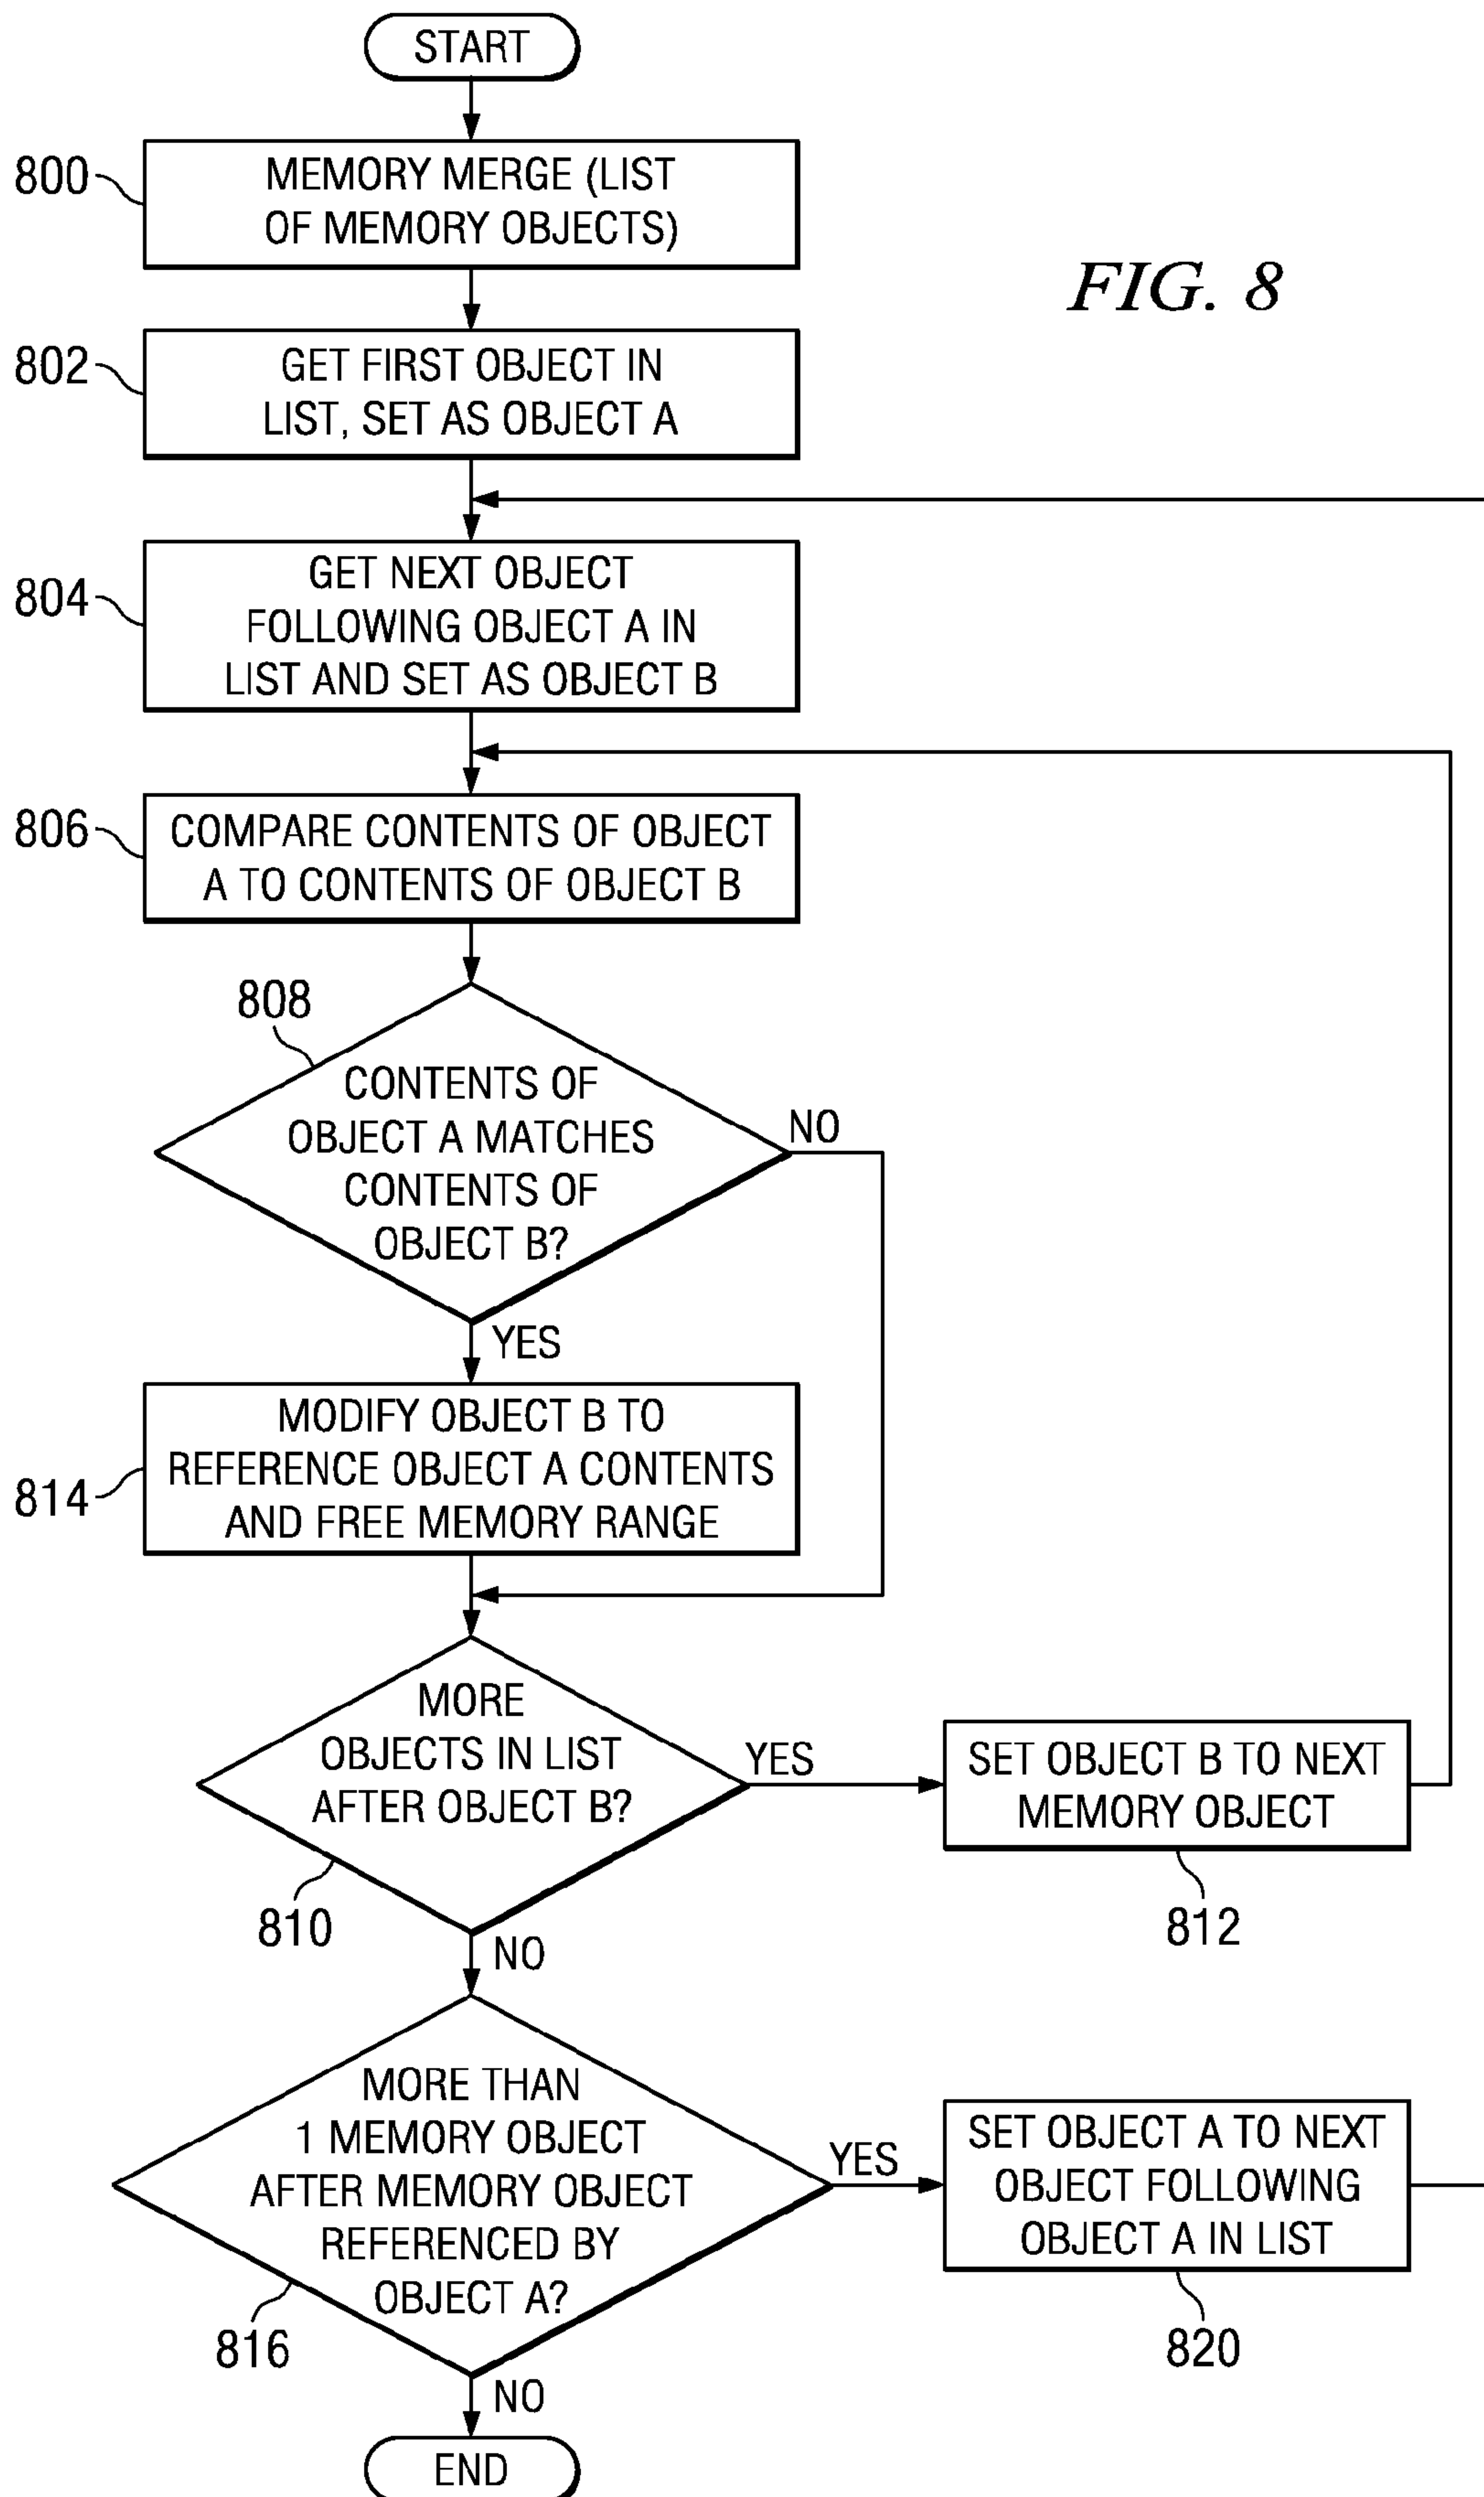 START
800
MEMORY MERGE (LIST
OF MEMORY OBJECTS)
FIG. 8
802
GET FIRST OBJECT IN
LIST, SET AS OBJECT A
804
GET NEXT OBJECT
FOLLOWING OBJECT A IN
LIST AND SET AS OBJECT B
806
COMPARE CONTENTS OF OBJECT
A TO CONTENTS OF OBJECT B
808
CONTENTS OF
OBJECT A MATCHES
CONTENTS OF
OBJECT B?
NO
YES
814
MODIFY OBJECT B TO
REFERENCE OBJECT A CONTENTS
AND FREE MEMORY RANGE
MORE
OBJECTS IN LIST
AFTER OBJECT B?
810
YES
SET OBJECT B TO NEXT
MEMORY OBJECT
812
NO
MORE THAN
1 MEMORY OBJECT
AFTER MEMORY OBJECT
REFERENCED BY
OBJECT A?
816
YES
SET OBJECT A TO NEXT
OBJECT FOLLOWING
OBJECT A IN LIST
820
NO
END